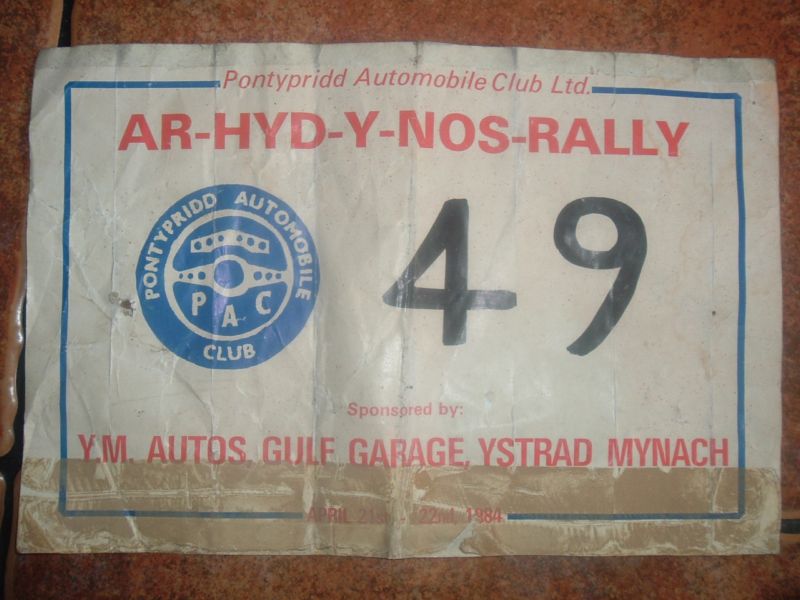 Pontypridd Automobile Club Ltd.
AR-HYD-Y-NOS-RALLY
PONTYPRIDD AUTOMOBILE
PAC
CLUB
49
Sponsored by:
Y.M. AUTOS, GULF GARAGE, YSTRAD MYNACH
APRIL 21st - 22nd, 1984